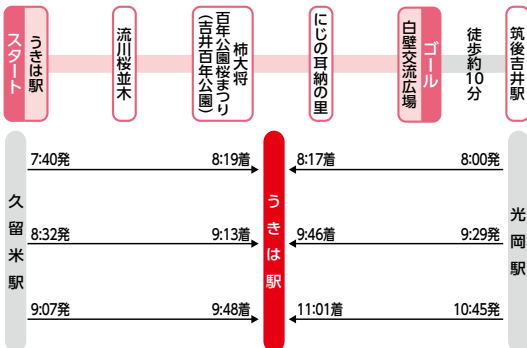 スタート
うきは駅
流川桜並木
柿大将
百年公園桜まつり
(吉井百年公園)
にじの耳納の里
ゴール
白壁交流広場
徒歩約10分
筑後吉井駅
久留米駅
うきは駅
光岡駅
7:40発 8:19着 8:17着 8:00発
8:32発 9:13着 9:46着 9:29発
9:07発 9:48着 11:01着 10:45発